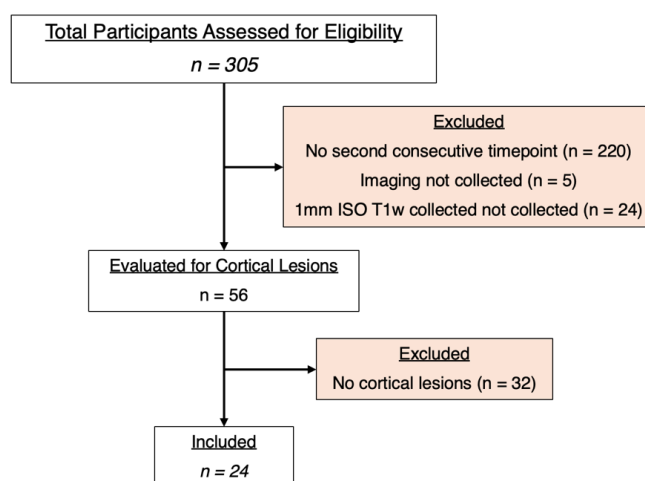 Total Participants Assessed for Eligibility
n = 305
Excluded
No second consecutive timepoint (n = 220)
Imaging not collected (n = 5)
1mm ISO T1w collected not collected (n = 24)
Evaluated for Cortical Lesions
n = 56
Excluded
No cortical lesions (n = 32)
Included
n = 24